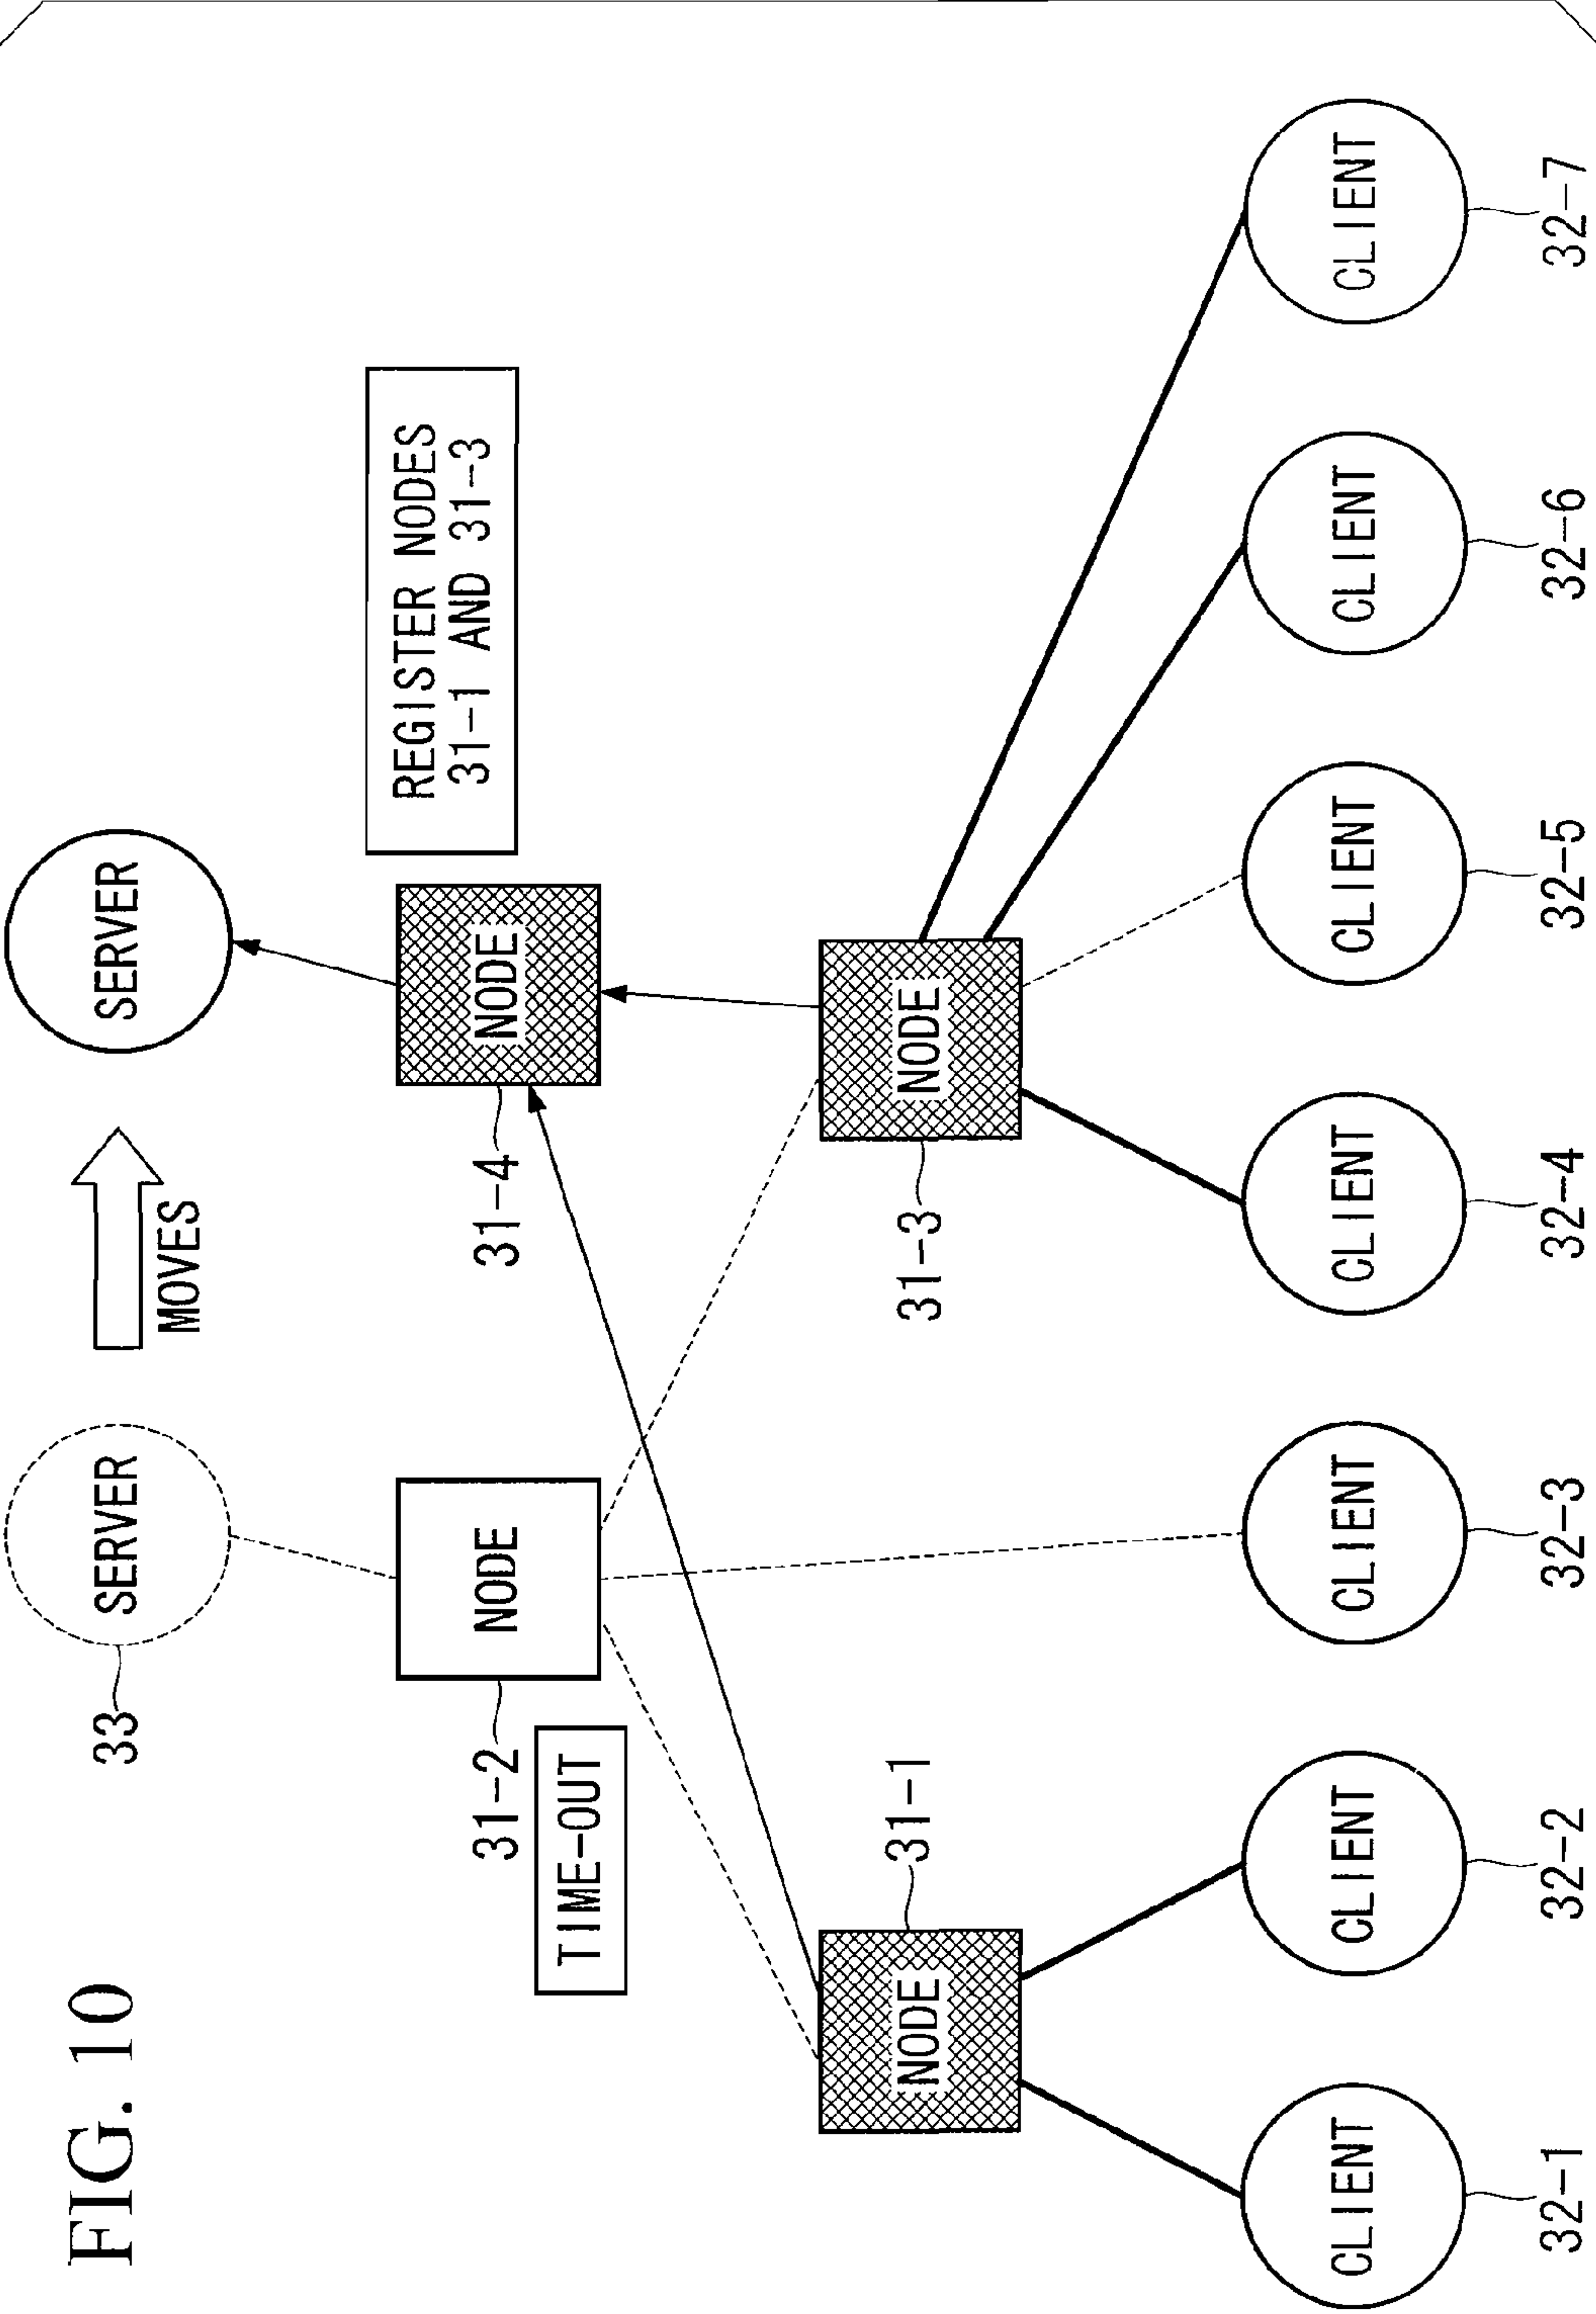 FIG. 10
SERVER
SERVER
33
MOVES
NODE
31-2
TIME-OUT
NODE
31-4
REGISTER NODES
31-1 AND 31-3
NODE
31-1
NODE
31-3
CLIENT
CLIENT
CLIENT
CLIENT
CLIENT
CLIENT
CLIENT
32-1
32-2
32-3
32-4
32-5
32-6
32-7